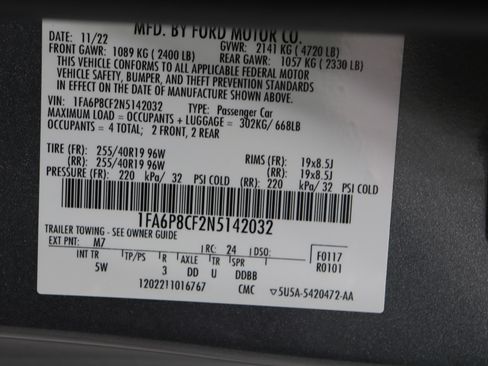 MFD. BY FORD MOTOR CO.
DATE: 11/22 GVWR: 2141 KG ( 4720 LB)
FRONT GAWR: 1089 KG ( 2400 LB) REAR GAWR: 1057 KG ( 2330 LB)
THIS VEHICLE CONFORMS TO ALL APPLICABLE FEDERAL MOTOR
VEHICLE SAFETY, BUMPER, AND THEFT PREVENTION STANDARDS
IN EFFECT ON THE DATE OF MANUFACTURE SHOWN ABOVE.
VIN: 1FA6P8CF2N5142032 TYPE: Passenger Car
MAXIMUM LOAD = OCCUPANTS + LUGGAGE = 302KG/ 668LB
OCCUPANTS = 4 TOTAL; 2 FRONT, 2 REAR
TIRE (FR): 255/40R19 96W RIMS (FR): 19x8.5J
(RR): 255/40R19 96W (RR): 19x8.5J
PRESSURE (FR): 220 kPa/ 32 PSI COLD (RR): 220 kPa/ 32 PSI COLD
1FA6P8CF2N5142032
TRAILER TOWING - SEE OWNER GUIDE
EXT PNT: M7 RC: 24 DSO: F0117
R0101
INT TR TP/PS R AXLE TR SPR
5W 3 DD U DDBB
1202211016767 CMC ▽5U5A-5420472-AA